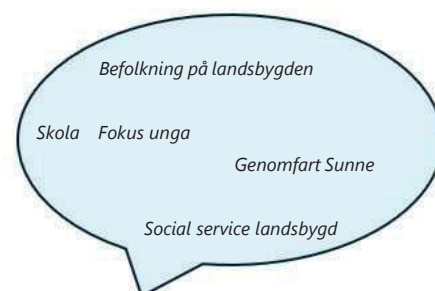 Befolkning på landsbygden
Skola Fokus unga
Genomfart Sunne
Social service landsbygd